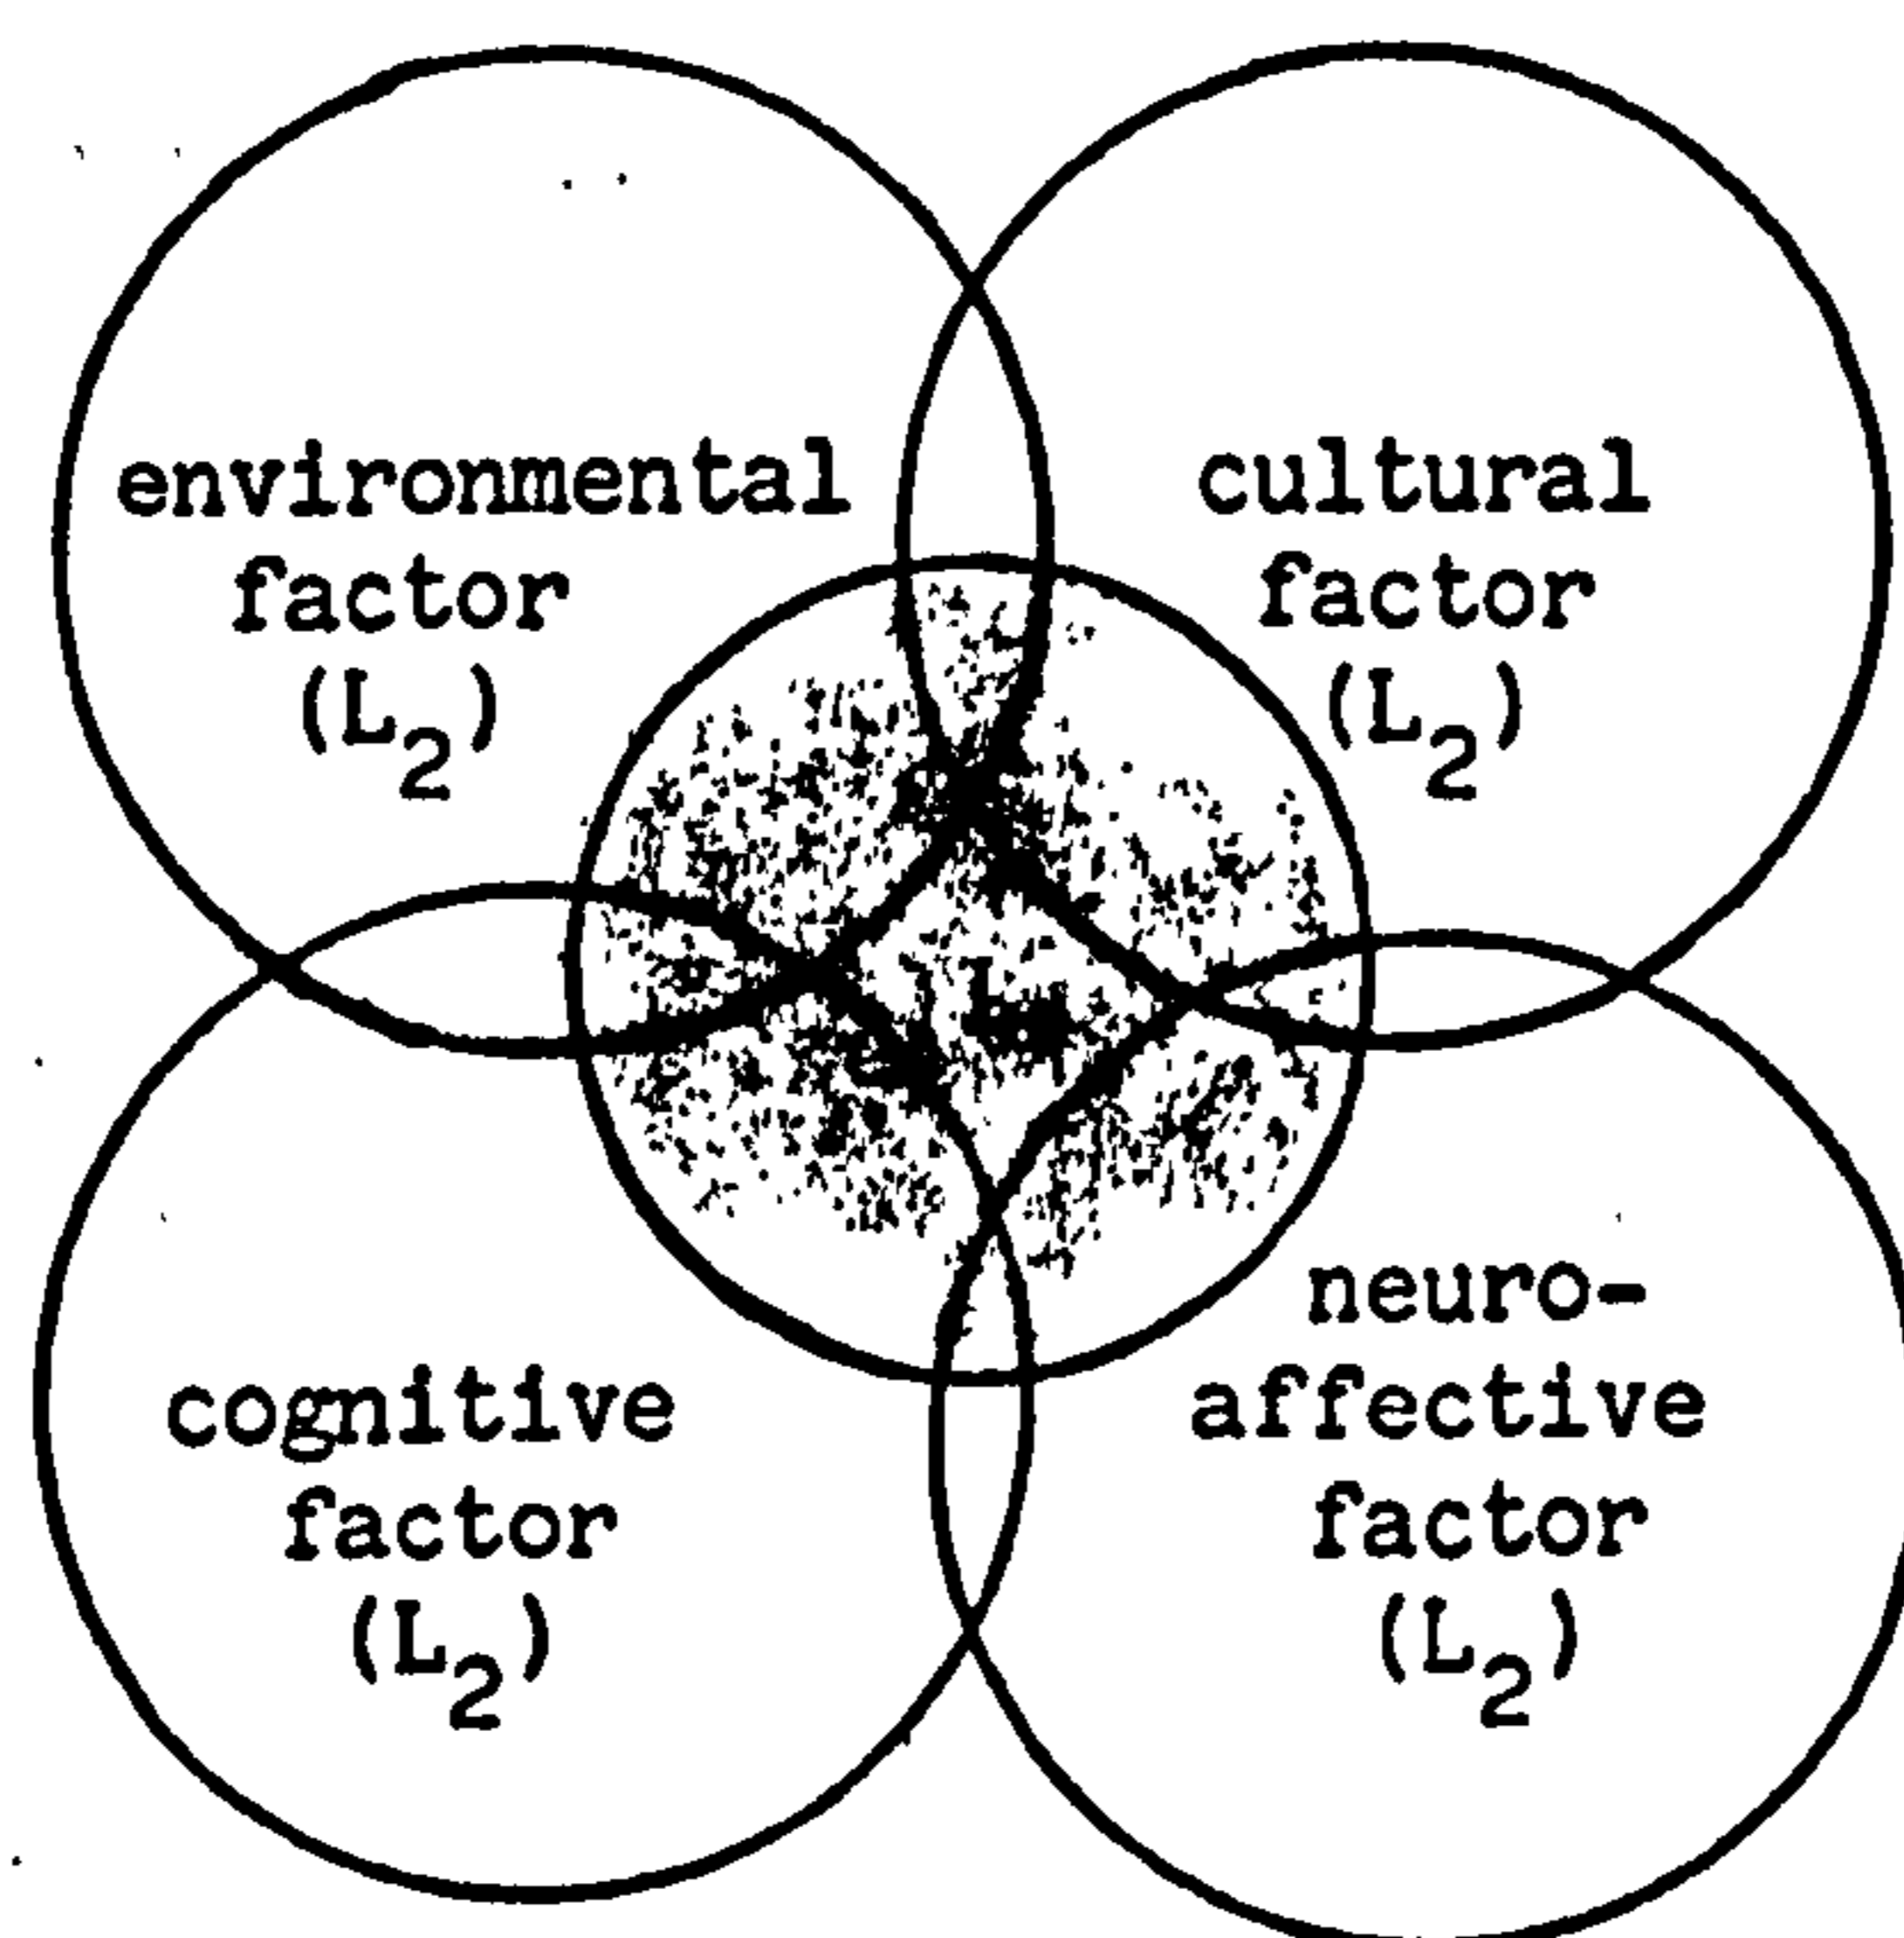 environmental
factor
(L₂)
cultural
factor
(L₂)
cognitive
factor
(L₂)
neuro-
affective
factor
(L₂)